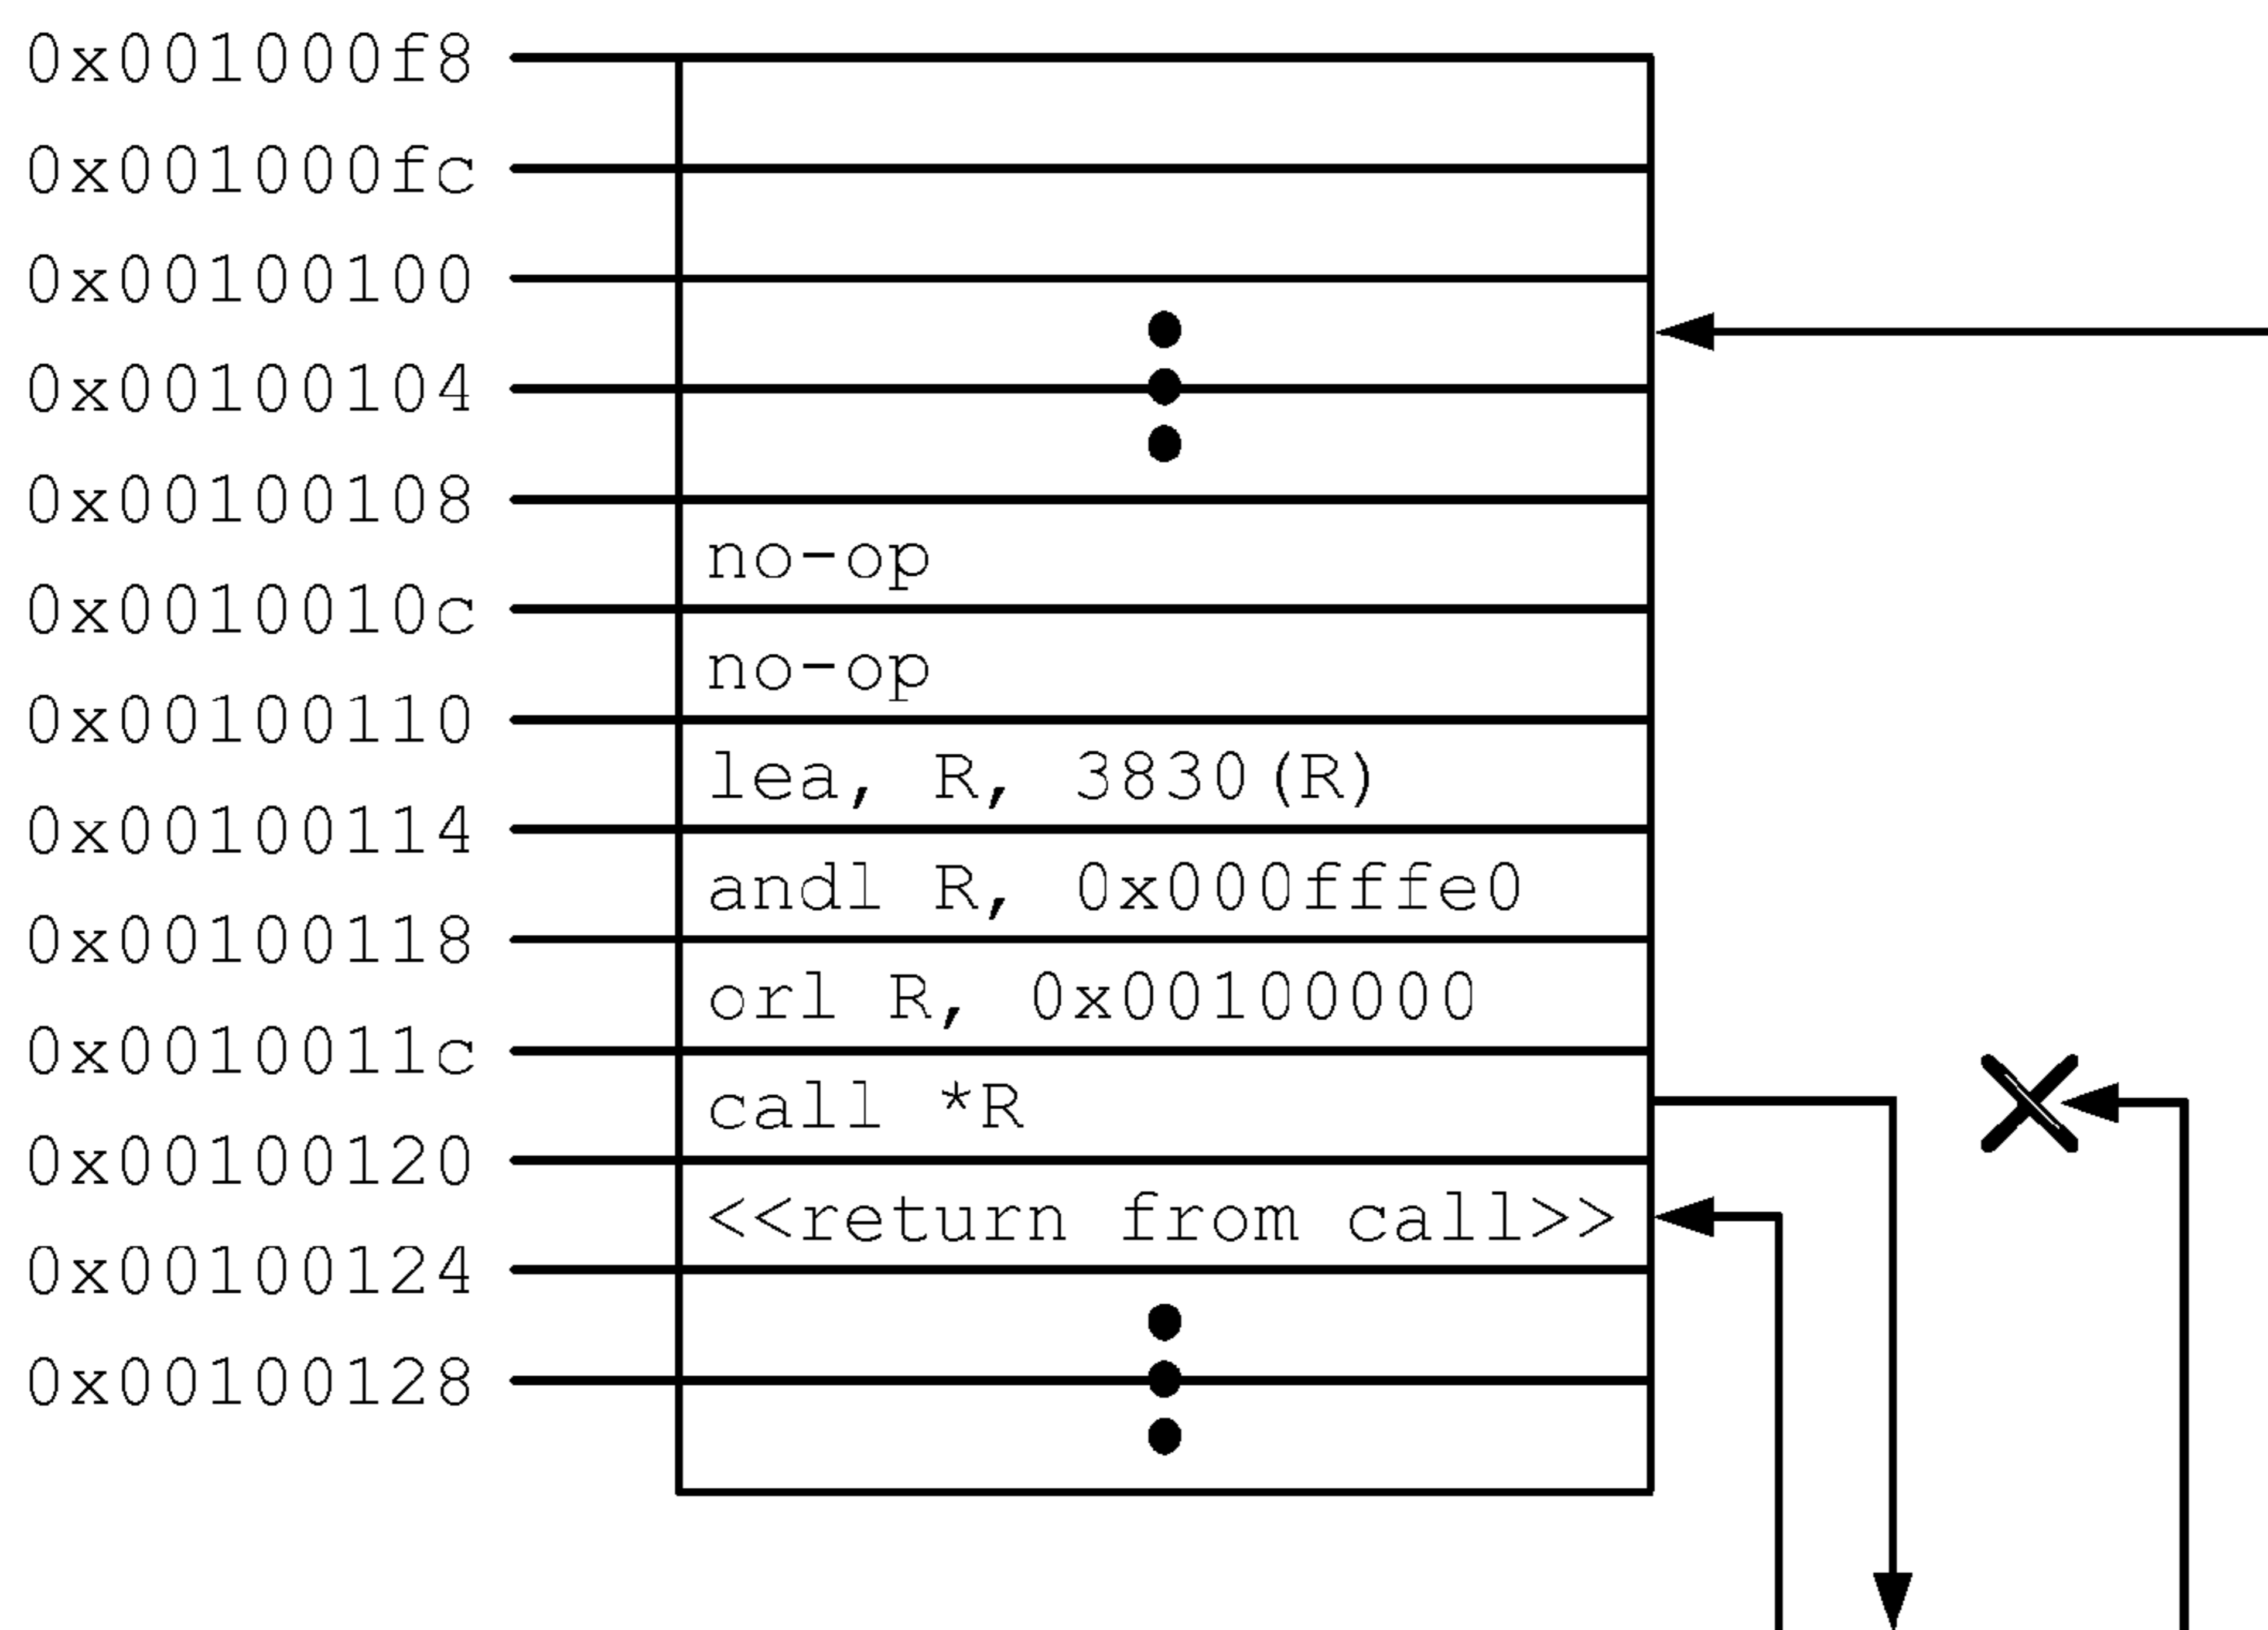 0x001000f8
0x001000fc
0x00100100
0x00100104
0x00100108
no-op
0x0010010c
no-op
0x00100110
lea, R, 3830(R)
0x00100114
andl R, 0x000fffe0
0x00100118
orl R, 0x00100000
0x0010011c
call *R
0x00100120
<<return from call>>
0x00100124
0x00100128